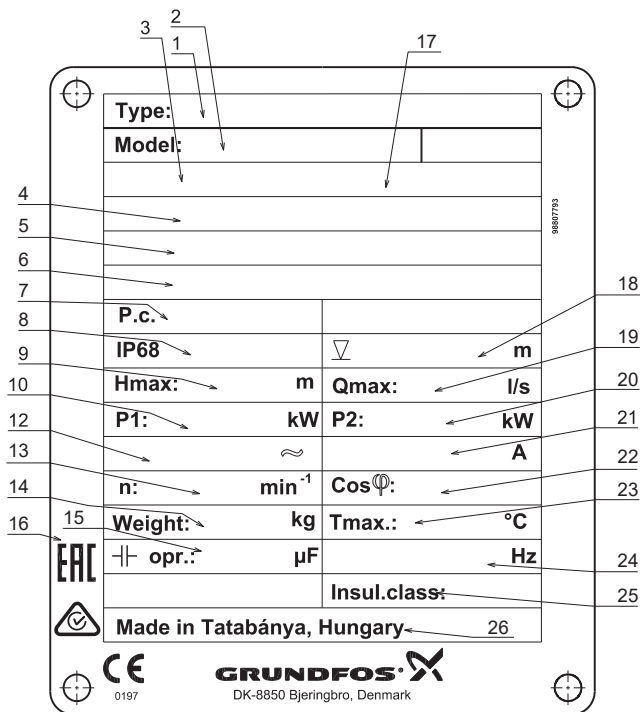 2
3
1
17
Type:
Model:
98807793
4
5
6
7
P.c.
8
IP68
m
18
9
Hmax: m
Qmax: l/s
19
10
P1: kW
P2: kW
20
12
A
21
13
n: min-1
Cosφ:
22
14
Weight: kg
Tmax.: °C
23
15
16
opr.: µF
Hz
24
EAC
Insul.class:
25
Made in Tatabánya, Hungary
26
CE
0197
GRUNDFOS
DK-8850 Bjeringbro, Denmark